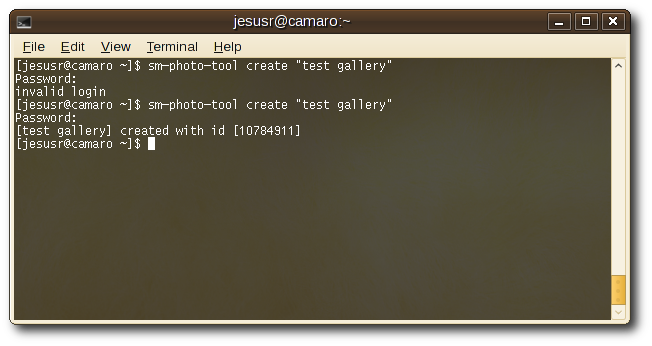 jesusr@camaro:~
File Edit View Terminal Help
[jesusr@camaro ~]$ sm-photo-tool create "test gallery"
Password:
invalid login
[jesusr@camaro ~]$ sm-photo-tool create "test gallery"
Password:
[test gallery] created with id [10784911]
[jesusr@camaro ~]$